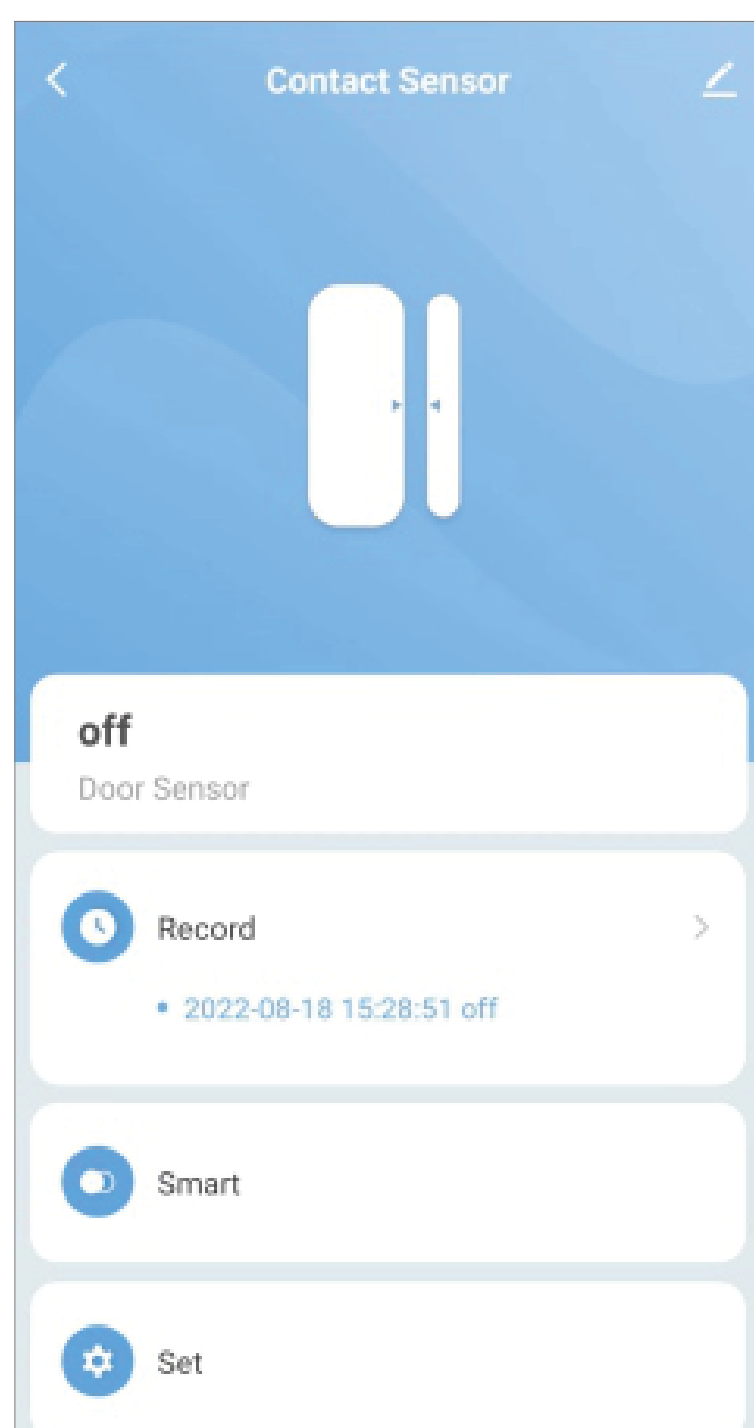 Contact Sensor
off
Door Sensor
Record
2022-08-18 15:28:51 off
Smart
Set